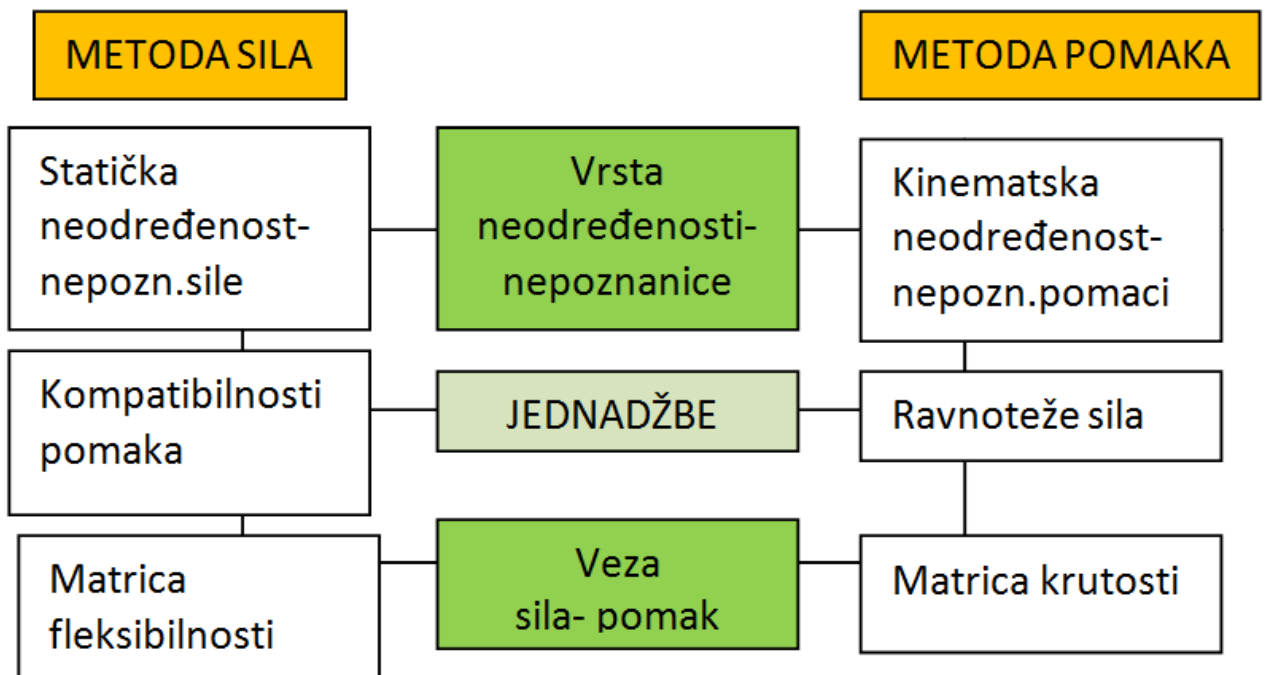 METODA SILA
METODA POMAKA
Statička
neodređenost-
nepozn.sile
Vrsta
neodređenosti-
nepoznanice
Kinematska
neodređenost-
nepozn.pomaci
Kompatibilnosti
pomaka
JEDNADŽBE
Ravnoteže sila
Matrica
fleksibilnosti
Veza
sila- pomak
Matrica krutosti